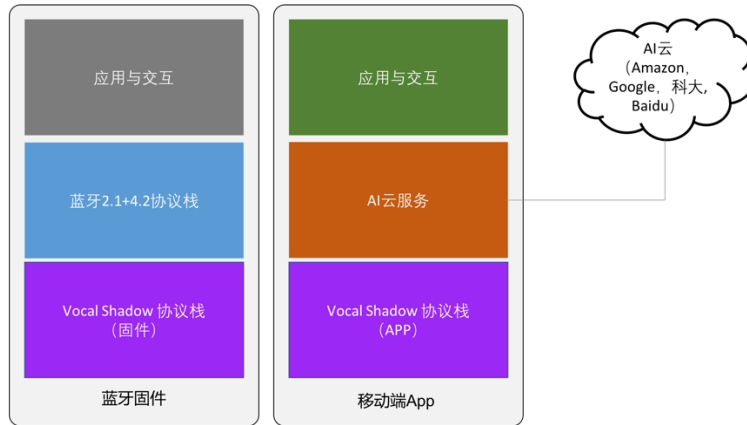 应用与交互
蓝牙2.1+4.2协议栈
Vocal Shadow 协议栈
（固件）
蓝牙固件
应用与交互
AI云服务
Vocal Shadow 协议栈
（APP）
移动端App
AI云
（Amazon,
Google, 科大,
Baidu）